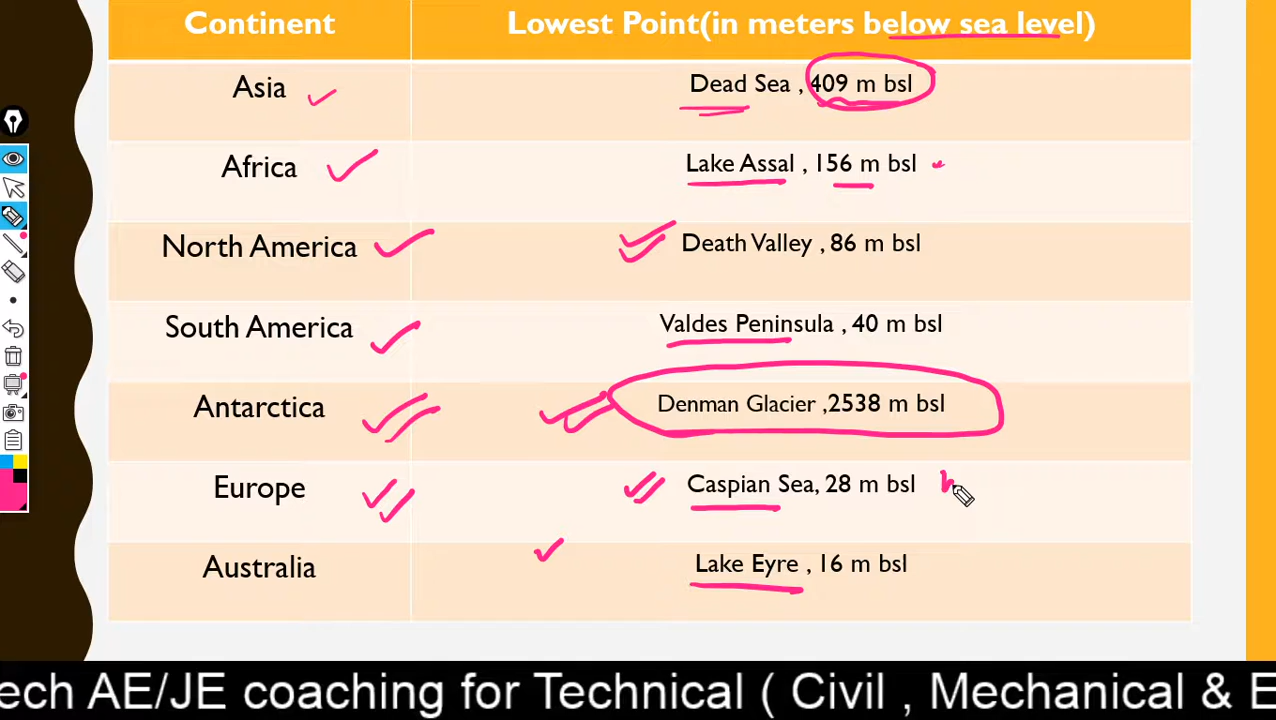 Continent Lowest Point(in meters below sea level)
Asia Dead Sea , 409 m bsl
Africa Lake Assal , 156 m bsl
North America Death Valley , 86 m bsl
South America Valdes Peninsula , 40 m bsl
Antarctica Denman Glacier ,2538 m bsl
Europe Caspian Sea, 28 m bsl
Australia Lake Eyre , 16 m bsl
ech AE/JE coaching for Technical ( Civil , Mechanical & E